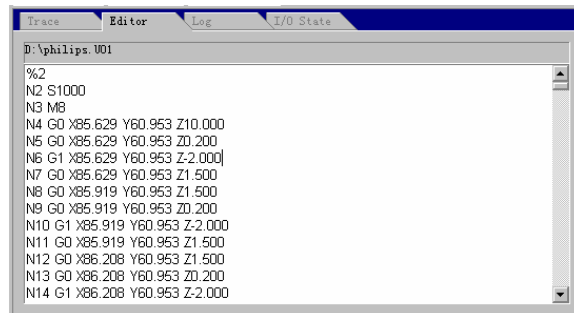 Trace Editor Log I/O State
D:\philips.U01
%2
N2 S1000
N3 M8
N4 G0 X85.629 Y60.953 Z10.000
N5 G0 X85.629 Y60.953 Z0.200
N6 G1 X85.629 Y60.953 Z-2.000
N7 G0 X85.629 Y60.953 Z1.500
N8 G0 X85.919 Y60.953 Z1.500
N9 G0 X85.919 Y60.953 Z0.200
N10 G1 X85.919 Y60.953 Z-2.000
N11 G0 X85.919 Y60.953 Z1.500
N12 G0 X86.208 Y60.953 Z1.500
N13 G0 X86.208 Y60.953 Z0.200
N14 G1 X86.208 Y60.953 Z-2.000